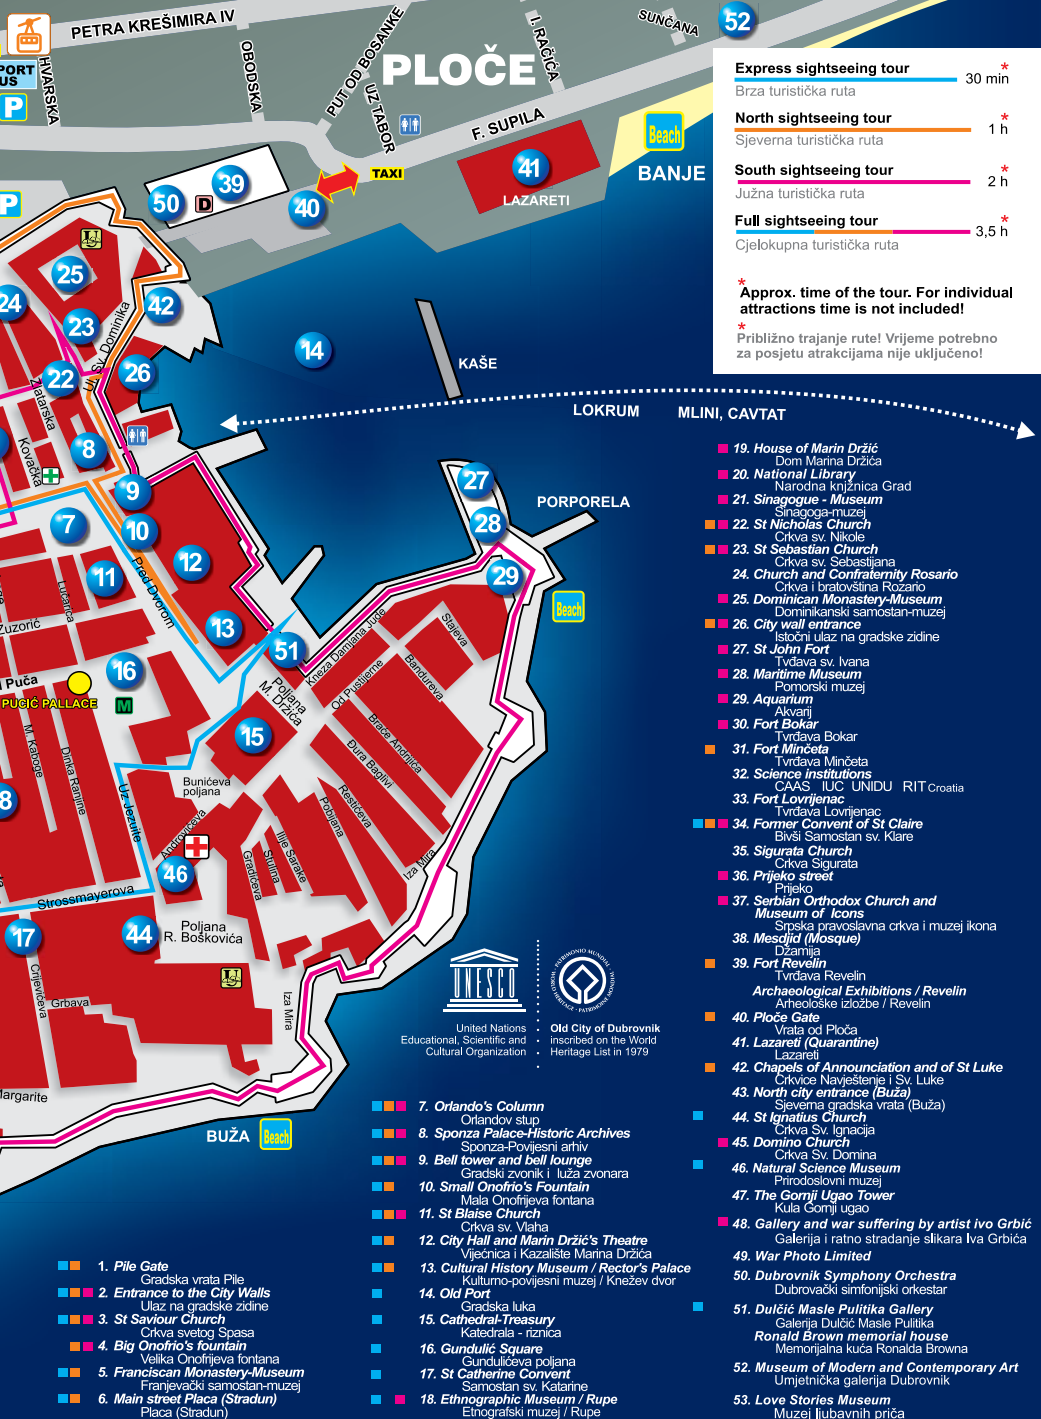 PETRA KREŠIMIRA IV
HVARSKA
OBODSKA
PUT OD BOSANKE
UZ TABOR
I. RAČIĆA
SUNČANA
52
PLOČE
F. SUPILA
PORT
US
P
P
TAXI
41
LAZARETI
Beach
BANJE
50
D
39
40
25
24
23
42
22
26
Ul. Sv. Dominika
Zlatarska
Kovačka
8
9
7
10
11
12
13
14
KAŠE
LOKRUM
MLINI, CAVTAT
27
28
29
PORPORELA
Beach
Pred Dvorom
Lučarica
Zuzorić
51
16
M
Puča
PUCIĆ PALLACE
15
Poljana
M. Držića
Kneza Damjana Jude
Od Pustijerne
Bandureva
Stajeva
Braće Andrijića
Đura Baglivi
Restićeva
Pobijana
Ilije Sarake
Stulina
Gradićeva
Bunićeva
poljana
M. Kaboge
Dinka Ranjine
Uz Jezuite
Androvićeva
46
8
Strossmayerova
17
44
Poljana
R. Boškovića
Iza Mira
Iza Mira
Crijevićeva
Grbava
Margarite
BUŽA
Beach
Express sightseeing tour
30 min *
Brza turistička ruta
North sightseeing tour
1 h *
Sjeverna turistička ruta
South sightseeing tour
2 h *
Južna turistička ruta
Full sightseeing tour
3,5 h *
Cjelokupna turistička ruta
*
Approx. time of the tour. For individual
attractions time is not included!
*
Približno trajanje rute! Vrijeme potrebno
za posjetu atrakcijama nije uključeno!
UNESCO
United Nations
Educational, Scientific and
Cultural Organization
WORLD HERITAGE • PATRIMOINE MONDIAL • PATRIMONIO MUNDIAL
Old City of Dubrovnik
inscribed on the World
Heritage List in 1979
1. Pile Gate
Gradska vrata Pile
2. Entrance to the City Walls
Ulaz na gradske zidine
3. St Saviour Church
Crkva svetog Spasa
4. Big Onofrio's fountain
Velika Onofrijeva fontana
5. Franciscan Monastery-Museum
Franjevački samostan-muzej
6. Main street Placa (Stradun)
Placa (Stradun)
7. Orlando's Column
Orlandov stup
8. Sponza Palace-Historic Archives
Sponza-Povijesni arhiv
9. Bell tower and bell lounge
Gradski zvonik i luža zvonara
10. Small Onofrio's Fountain
Mala Onofrijeva fontana
11. St Blaise Church
Crkva sv. Vlaha
12. City Hall and Marin Držić's Theatre
Vijećnica i Kazalište Marina Držića
13. Cultural History Museum / Rector's Palace
Kulturno-povijesni muzej / Knežev dvor
14. Old Port
Gradska luka
15. Cathedral-Treasury
Katedrala - riznica
16. Gundulić Square
Gundulićeva poljana
17. St Catherine Convent
Samostan sv. Katarine
18. Ethnographic Museum / Rupe
Etnografski muzej / Rupe
19. House of Marin Držić
Dom Marina Držića
20. National Library
Narodna knjžnica Grad
21. Sinagogue - Museum
Sinagoga-muzej
22. St Nicholas Church
Crkva sv. Nikole
23. St Sebastian Church
Crkva sv. Sebastijana
24. Church and Confraternity Rosario
Crkva i bratovština Rozario
25. Dominican Monastery-Museum
Dominikanski samostan-muzej
26. City wall entrance
Istočni ulaz na gradske zidine
27. St John Fort
Tvđava sv. Ivana
28. Maritime Museum
Pomorski muzej
29. Aquarium
Akvarij
30. Fort Bokar
Tvrđava Bokar
31. Fort Minčeta
Tvrđava Minčeta
32. Science institutions
CAAS IUC UNIDU RIT Croatia
33. Fort Lovrijenac
Tvrđava Lovrijenac
34. Former Convent of St Claire
Bivši Samostan sv. Klare
35. Sigurata Church
Crkva Sigurata
36. Prijeko street
Prijeko
37. Serbian Orthodox Church and
Museum of Icons
Srpska pravoslavna crkva i muzej ikona
38. Mesdjid (Mosque)
Džamija
39. Fort Revelin
Tvrđava Revelin
Archaeological Exhibitions / Revelin
Arheološke izložbe / Revelin
40. Ploče Gate
Vrata od Ploča
41. Lazareti (Quarantine)
Lazareti
42. Chapels of Announciation and of St Luke
Crkvice Navještenje i Sv. Luke
43. North city entrance (Buža)
Sjeverna gradska vrata (Buža)
44. St Ignatius Church
Crkva Sv. Ignacija
45. Domino Church
Crkva Sv. Domina
46. Natural Science Museum
Prirodoslovni muzej
47. The Gornji Ugao Tower
Kula Gornji ugao
48. Gallery and war suffering by artist ivo Grbić
Galerija i ratno stradanje slikara Iva Grbića
49. War Photo Limited
50. Dubrovnik Symphony Orchestra
Dubrovački simfonijski orkestar
51. Dulčić Masle Pulitika Gallery
Galerija Dulčić Masle Pulitika
Ronald Brown memorial house
Memorijalna kuća Ronalda Browna
52. Museum of Modern and Contemporary Art
Umjetnička galerija Dubrovnik
53. Love Stories Museum
Muzej ljubavnih priča